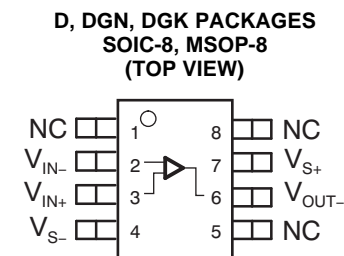 D, DGN, DGK PACKAGES
SOIC-8, MSOP-8
(TOP VIEW)
NC 1 8 NC
VIN– 2 7 VS+
VIN+ 3 6 VOUT–
VS– 4 5 NC